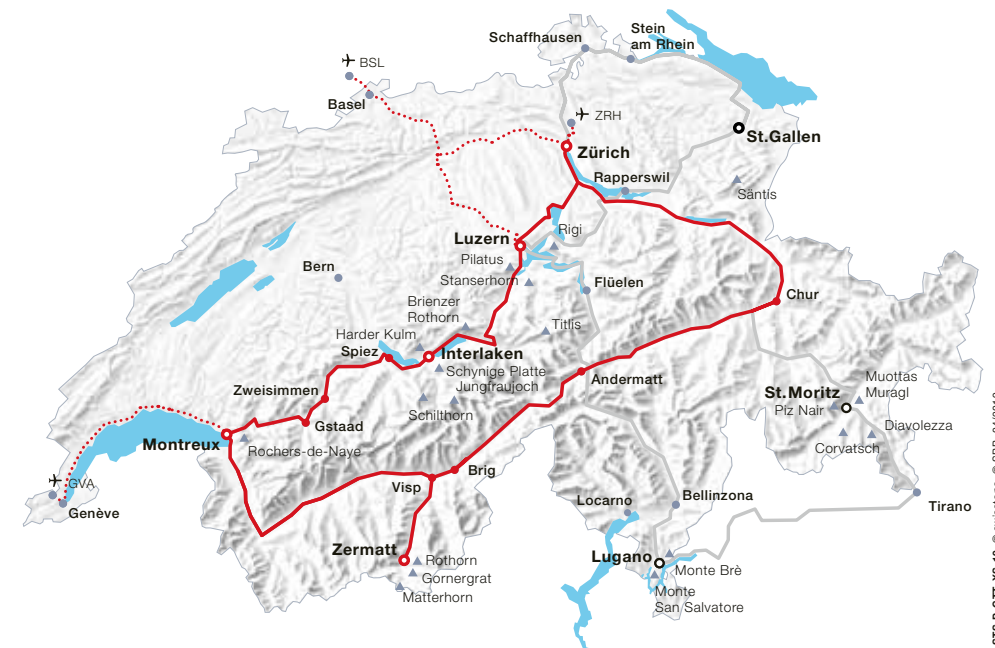 Schaffhausen
Stein
am Rhein
BSL
Basel
ZRH
Zürich
St.Gallen
Rapperswil
Säntis
Luzern
Rigi
Pilatus
Stanserhorn
Bern
Flüelen
Chur
Brienzer
Rothorn
Titlis
Harder Kulm
Spiez
Interlaken
Schynige Platte
Jungfraujoch
Andermatt
Muottas
Muragl
St.Moritz
Piz Nair
Zweisimmen
Schilthorn
Gstaad
Diavolezza
Corvatsch
Montreux
Rochers-de-Naye
Brig
Visp
GVA
Genève
Locarno
Bellinzona
Tirano
Zermatt
Rothorn
Gornergrat
Matterhorn
Lugano
Monte Brè
Monte
San Salvatore